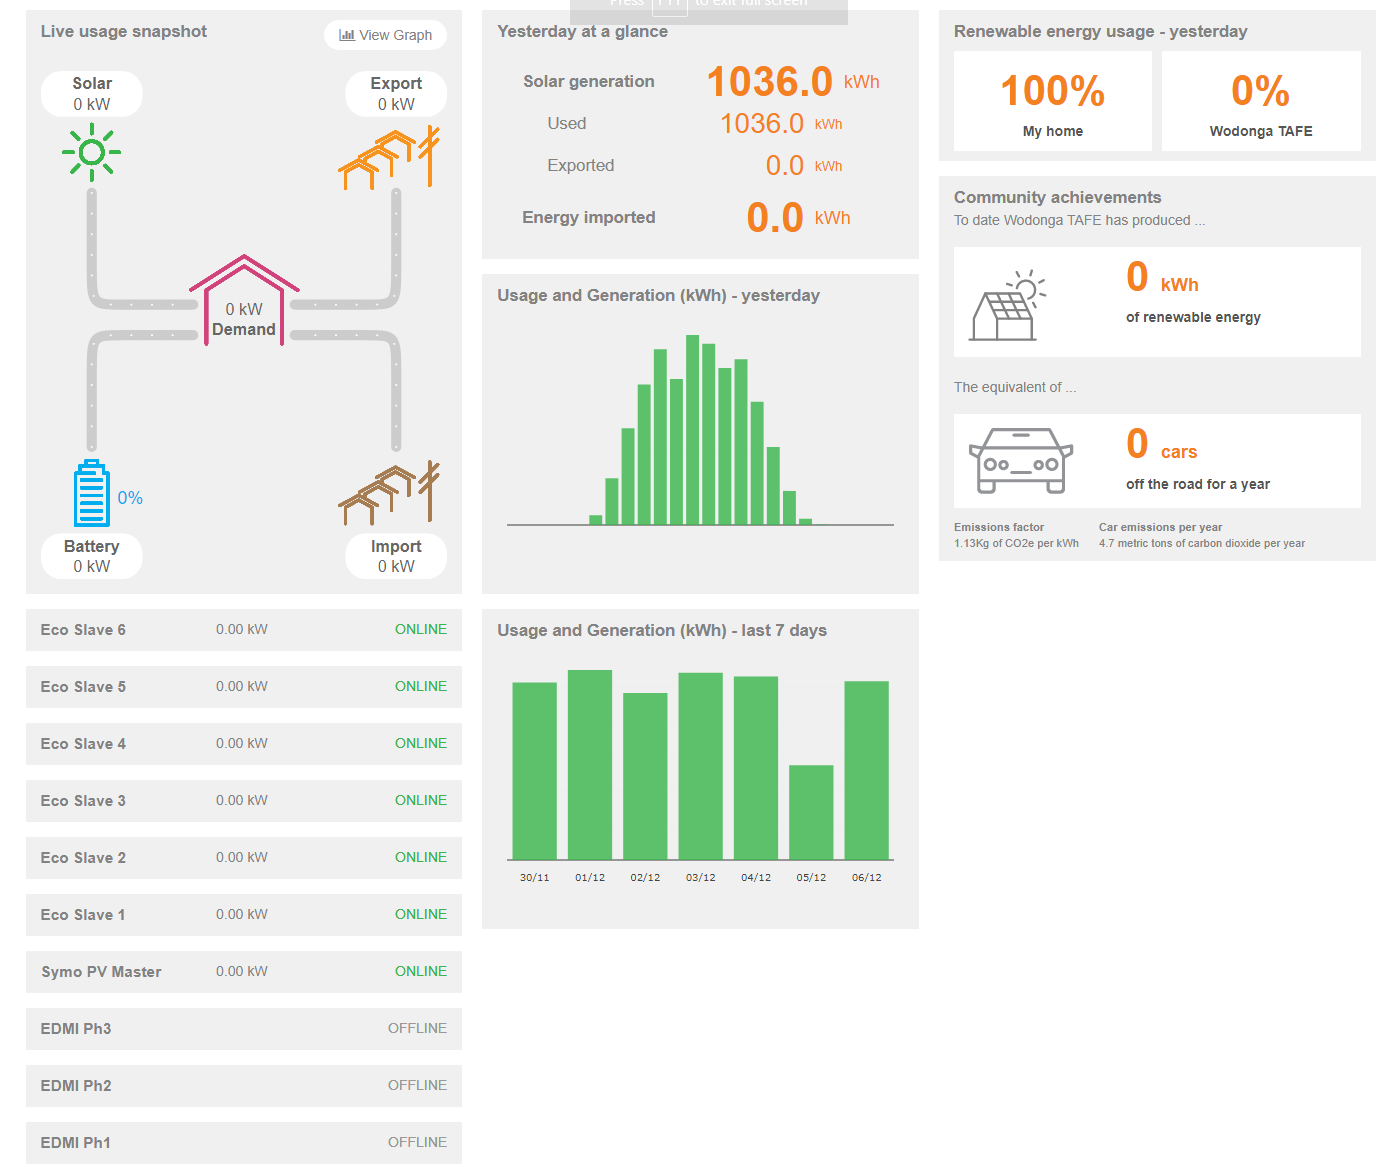 Press F11 to exit full screen
Live usage snapshot
View Graph
Solar
0 kW
Export
0 kW
0 kW
Demand
0%
Battery
0 kW
Import
0 kW
Eco Slave 6 0.00 kW ONLINE
Eco Slave 5 0.00 kW ONLINE
Eco Slave 4 0.00 kW ONLINE
Eco Slave 3 0.00 kW ONLINE
Eco Slave 2 0.00 kW ONLINE
Eco Slave 1 0.00 kW ONLINE
Symo PV Master 0.00 kW ONLINE
EDMI Ph3 OFFLINE
EDMI Ph2 OFFLINE
EDMI Ph1 OFFLINE
Yesterday at a glance
Solar generation 1036.0 kWh
Used 1036.0 kWh
Exported 0.0 kWh
Energy imported 0.0 kWh
Usage and Generation (kWh) - yesterday
Usage and Generation (kWh) - last 7 days
30/11 01/12 02/12 03/12 04/12 05/12 06/12
Renewable energy usage - yesterday
100%
My home
0%
Wodonga TAFE
Community achievements
To date Wodonga TAFE has produced ...
0 kWh
of renewable energy
The equivalent of ...
0 cars
off the road for a year
Emissions factor
1.13Kg of CO2e per kWh
Car emissions per year
4.7 metric tons of carbon dioxide per year